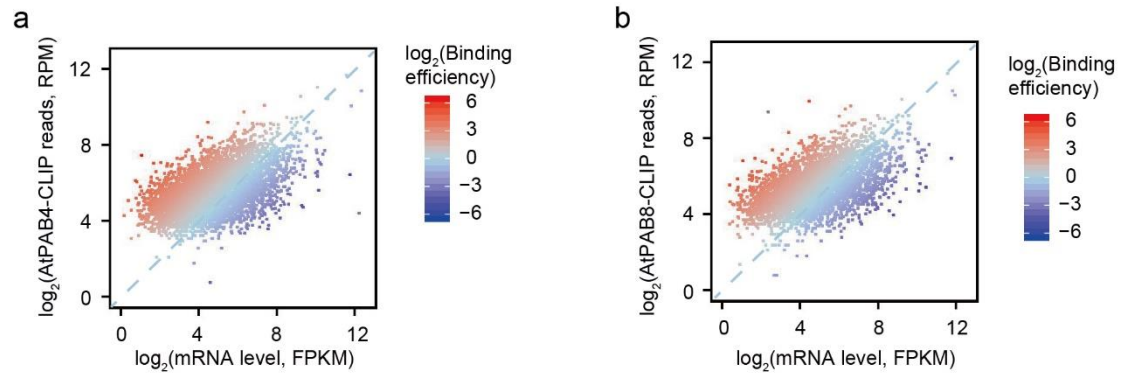 a
log₂(AtPAB4-CLIP reads, RPM)
12
8
4
0
0 4 8 12
log₂(mRNA level, FPKM)
log₂(Binding
efficiency)
6
3
0
−3
−6
b
log₂(AtPAB8-CLIP reads, RPM)
12
8
4
0
0 4 8 12
log₂(mRNA level, FPKM)
log₂(Binding
efficiency)
6
3
0
−3
−6